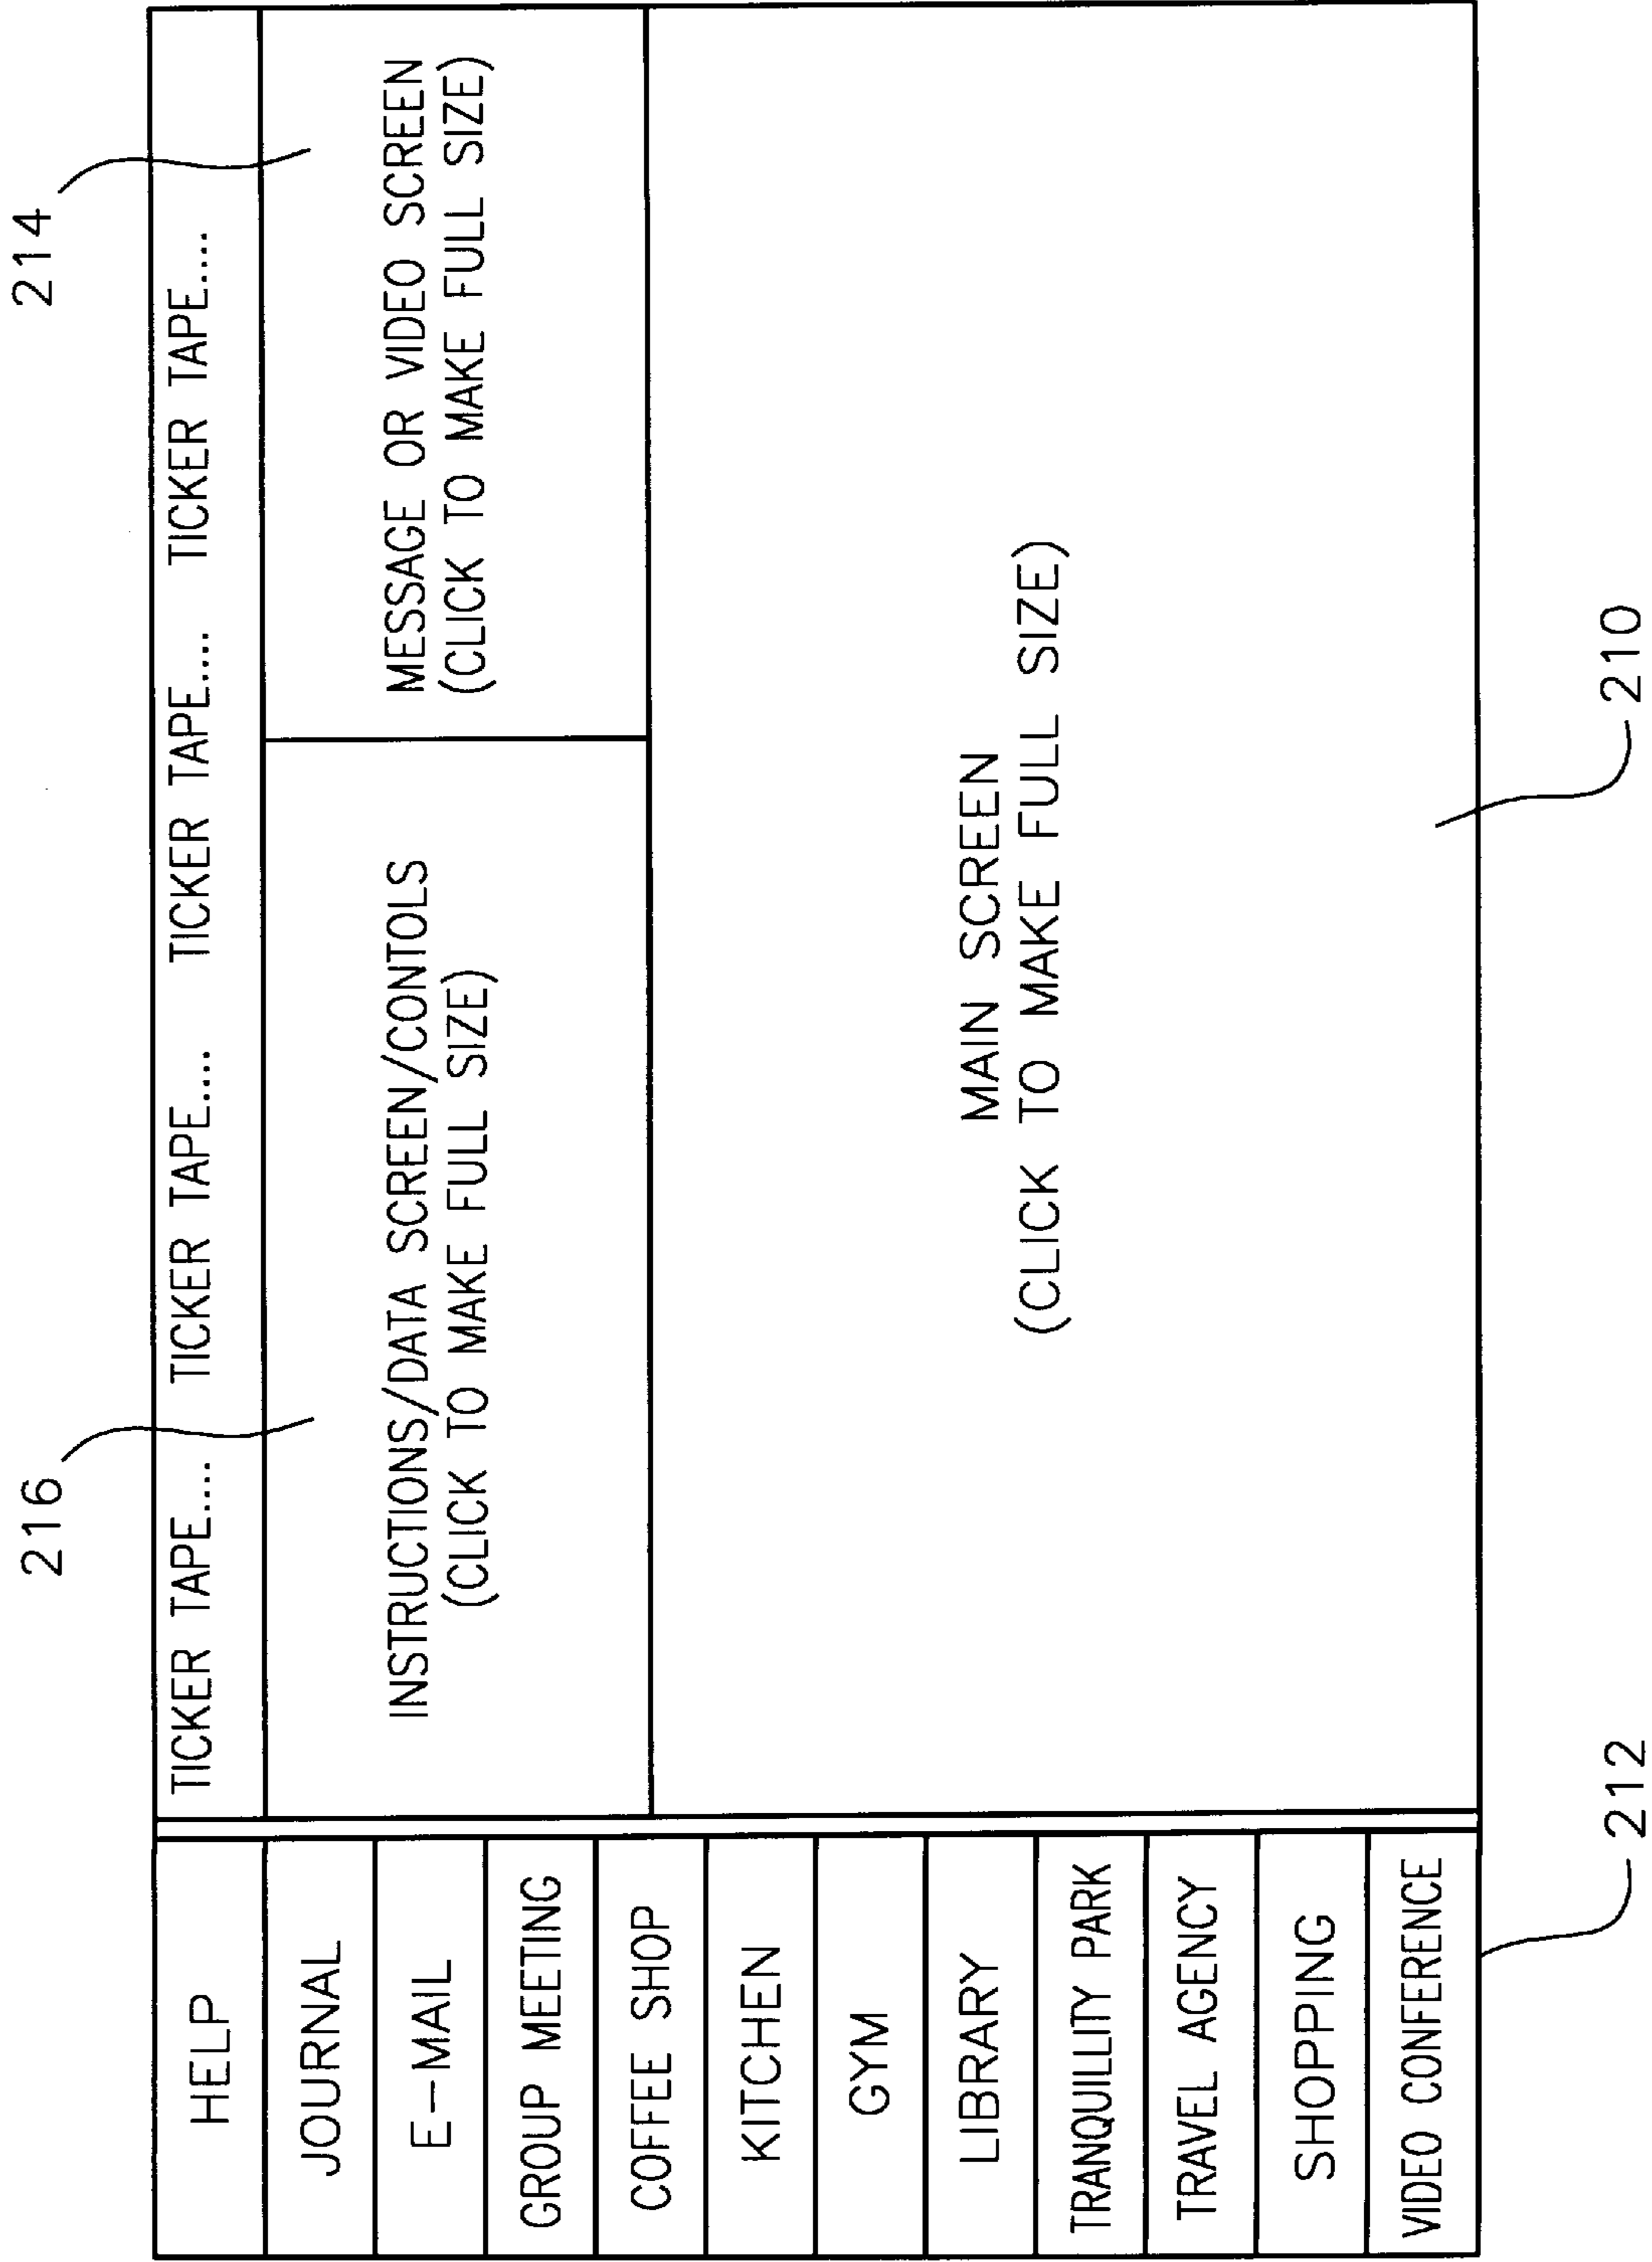 216
214
TICKER TAPE.... TICKER TAPE.... TICKER TAPE.... TICKER TAPE.....
HELP
JOURNAL
E-MAIL
GROUP MEETING
COFFEE SHOP
KITCHEN
GYM
LIBRARY
TRANQUILLITY PARK
TRAVEL AGENCY
SHOPPING
VIDEO CONFERENCE
INSTRUCTIONS/DATA SCREEN/CONTOLS
(CLICK TO MAKE FULL SIZE)
MESSAGE OR VIDEO SCREEN
(CLICK TO MAKE FULL SIZE)
MAIN SCREEN
(CLICK TO MAKE FULL SIZE)
212
210